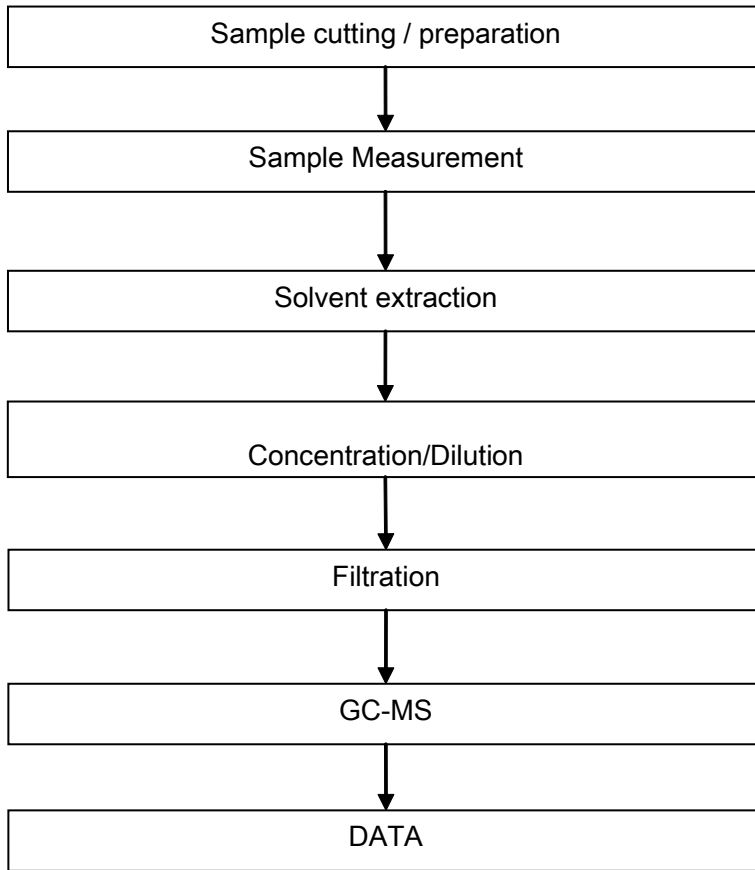 Sample cutting / preparation
Sample Measurement
Solvent extraction
Concentration/Dilution
Filtration
GC-MS
DATA